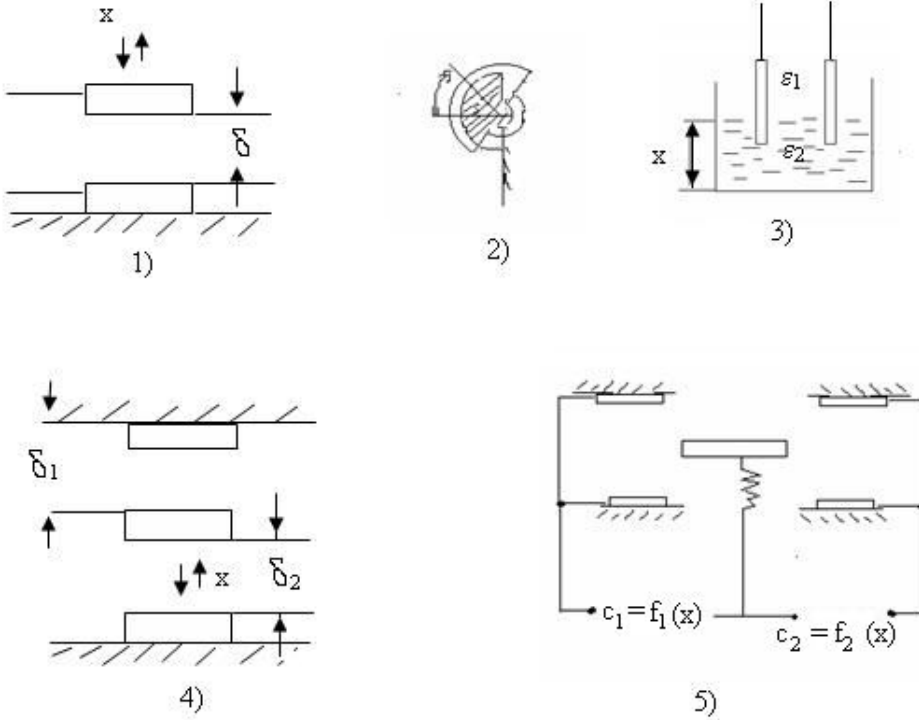 x
δ
1)
2)
ε1
x
ε2
3)
δ1
x
δ2
4)
c1 = f1 (x)
c2 = f2 (x)
5)